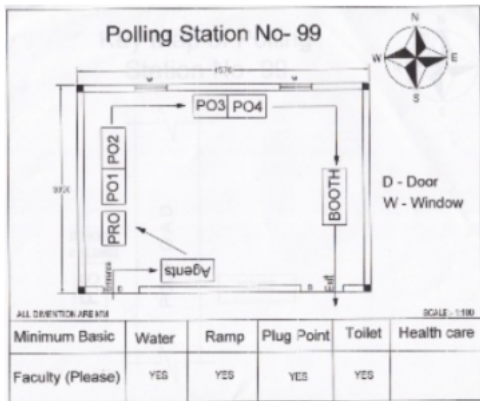 Polling Station No- 99
N
W E
S
W W
PO3 PO4
PO1 PO2
PRO
BOOTH
Agents
D - Door
W - Window
Entrance D D Exit
ALL DIMENTION ARE MM SCALE:- 1:100
Minimum Basic Water Ramp Plug Point Toilet Health care
Faculty (Please) YES YES YES YES